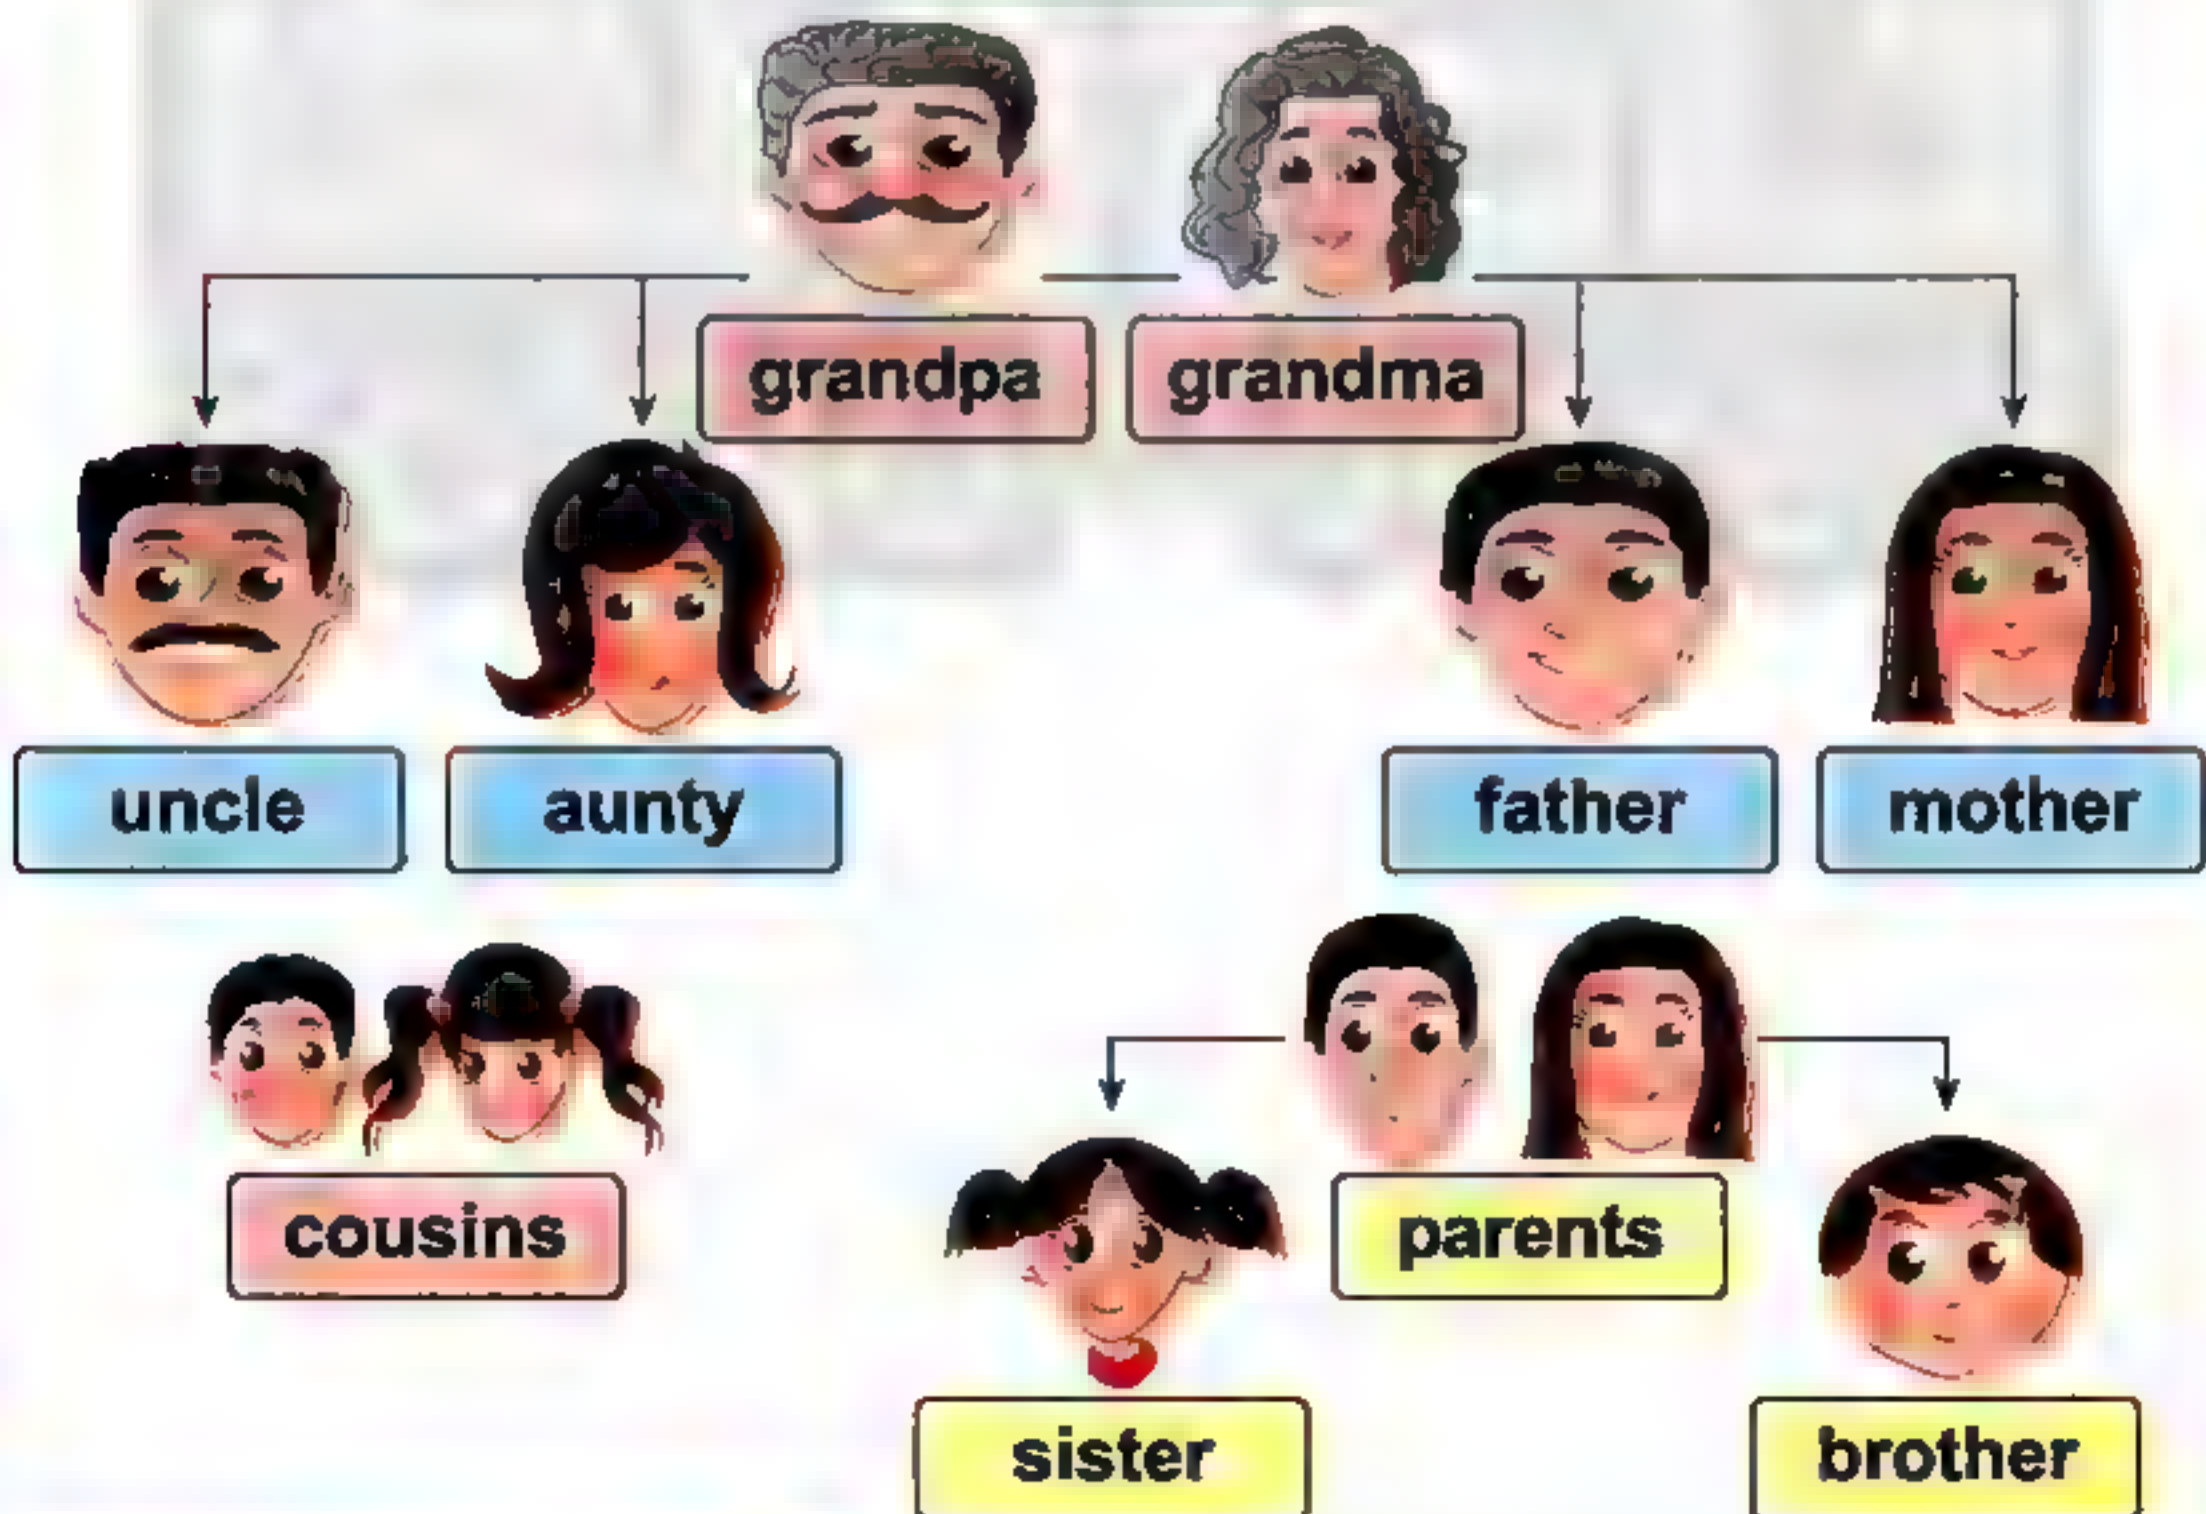 grandpa
grandma
uncle
aunty
father
mother
cousins
parents
sister
brother